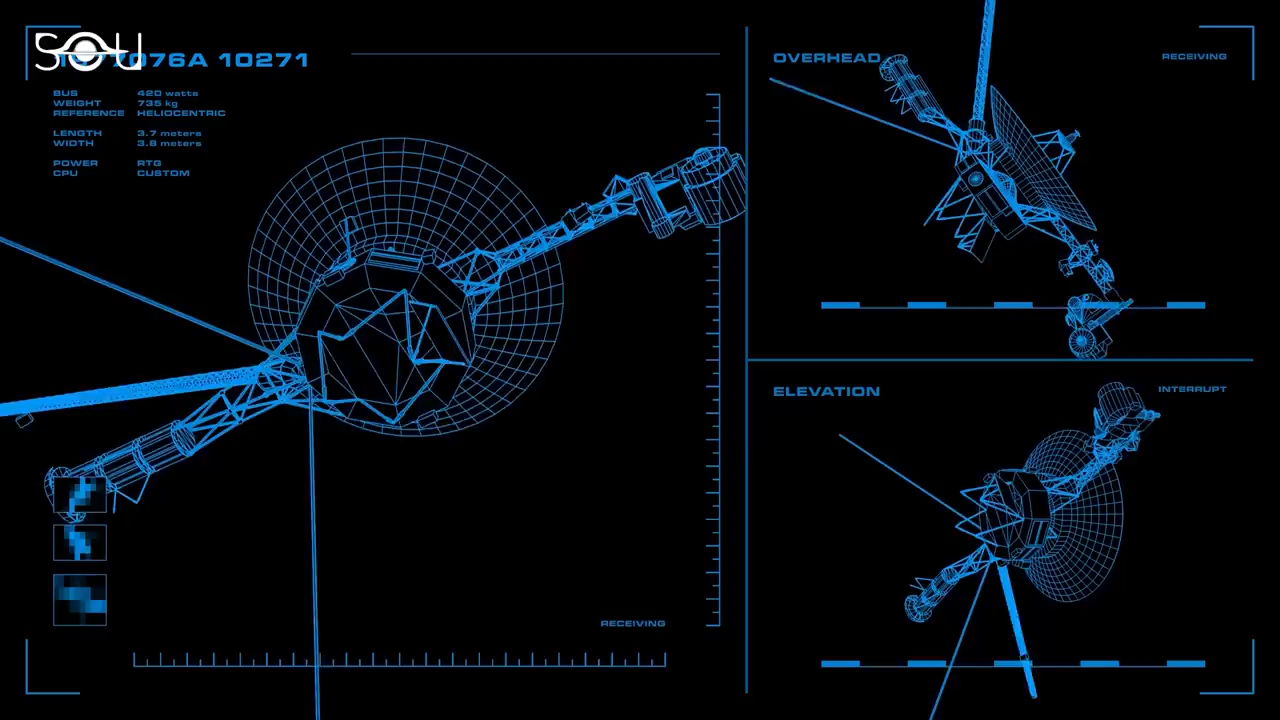 SOU
076A 10271
BUS 420 watts
WEIGHT 735 kg
REFERENCE HELIOCENTRIC
LENGTH 3.7 meters
WIDTH 3.8 meters
POWER RTG
CPU CUSTOM
RECEIVING
OVERHEAD
RECEIVING
ELEVATION
INTERRUPT